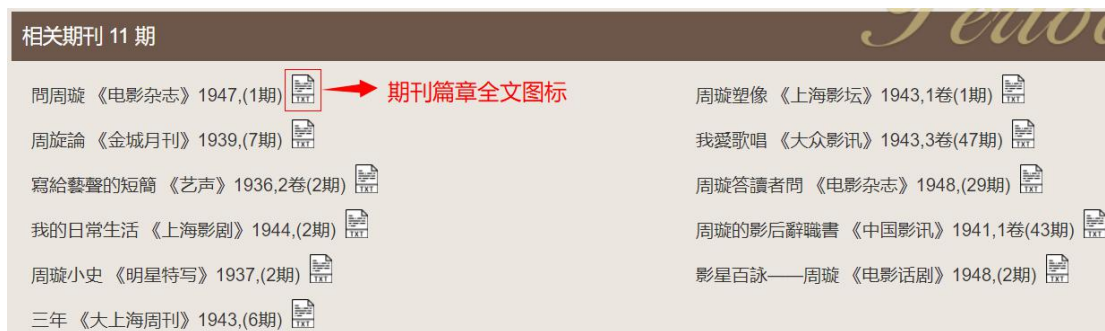 相关期刊 11 期
問周璇 《电影杂志》1947,(1期) TXT
期刊篇章全文图标
周旋論 《金城月刊》1939,(7期) TXT
寫給藝聲的短簡 《艺声》1936,2卷(2期) TXT
我的日常生活 《上海影剧》1944,(2期) TXT
周璇小史 《明星特写》1937,(2期) TXT
三年 《大上海周刊》1943,(6期) TXT
周璇塑像 《上海影坛》1943,1卷(1期) TXT
我愛歌唱 《大众影讯》1943,3卷(47期) TXT
周璇答讀者問 《电影杂志》1948,(29期) TXT
周璇的影后辭職書 《中国影讯》1941,1卷(43期) TXT
影星百詠——周璇 《电影话剧》1948,(2期) TXT